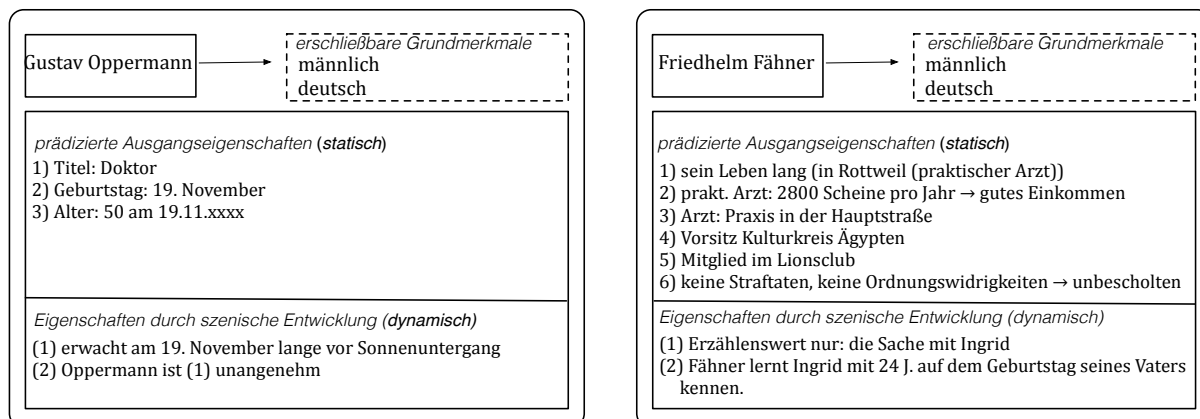 Gustav Oppermann
erschließbare Grundmerkmale
männlich
deutsch
prädizierte Ausgangseigenschaften (statisch)
1) Titel: Doktor
2) Geburtstag: 19. November
3) Alter: 50 am 19.11.xxxx
Eigenschaften durch szenische Entwicklung (dynamisch)
(1) erwacht am 19. November lange vor Sonnenuntergang
(2) Oppermann ist (1) unangenehm
Friedhelm Fähner
erschließbare Grundmerkmale
männlich
deutsch
prädizierte Ausgangseigenschaften (statisch)
1) sein Leben lang (in Rottweil (praktischer Arzt))
2) prakt. Arzt: 2800 Scheine pro Jahr → gutes Einkommen
3) Arzt: Praxis in der Hauptstraße
4) Vorsitz Kulturkreis Ägypten
5) Mitglied im Lionsclub
6) keine Straftaten, keine Ordnungswidrigkeiten → unbescholten
Eigenschaften durch szenische Entwicklung (dynamisch)
(1) Erzählenswert nur: die Sache mit Ingrid
(2) Fähner lernt Ingrid mit 24 J. auf dem Geburtstag seines Vaters
kennen.